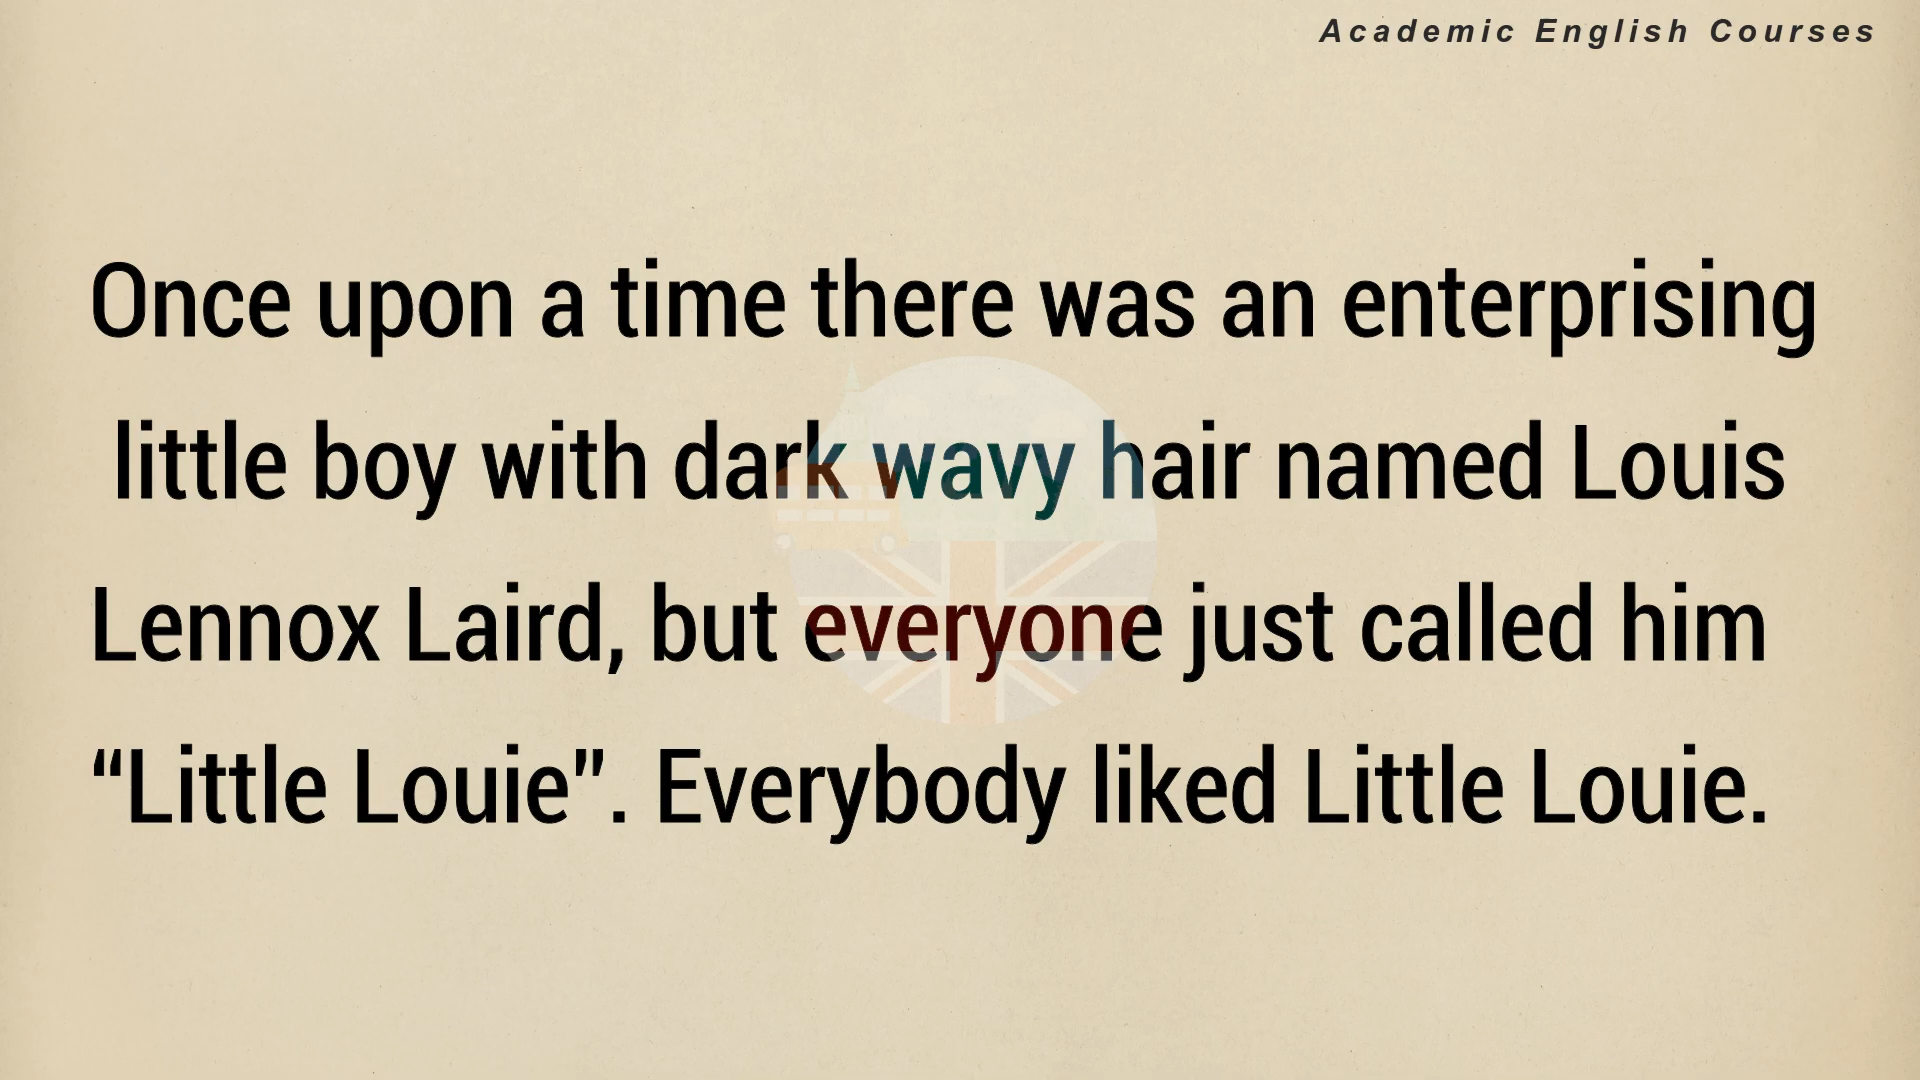 Academic English Courses
Once upon a time there was an enterprising
little boy with dark wavy hair named Louis
Lennox Laird, but everyone just called him
“Little Louie”. Everybody liked Little Louie.